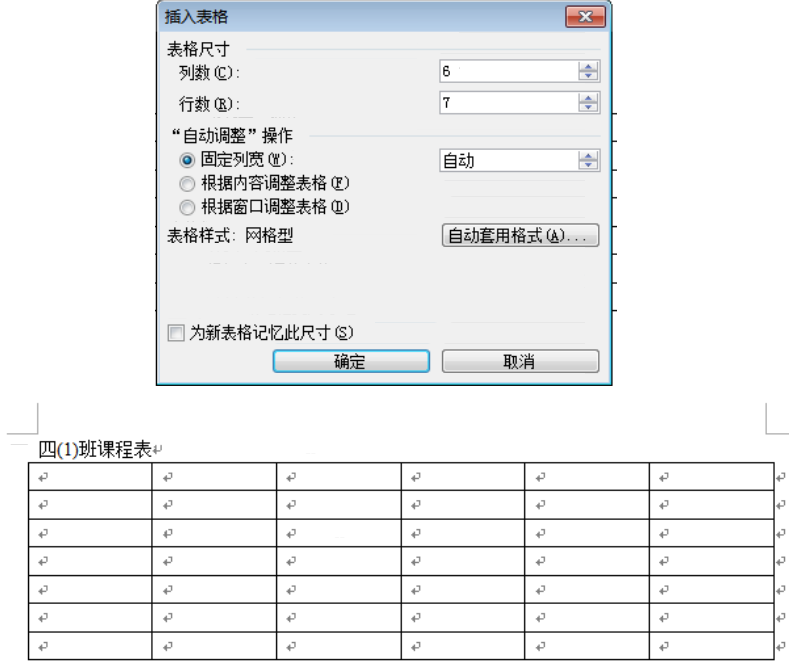 插入表格
表格尺寸
列数(C): 6
行数(R): 7
“自动调整”操作
固定列宽(W): 自动
根据内容调整表格(F)
根据窗口调整表格(D)
表格样式: 网格型 自动套用格式(A)...
为新表格记忆此尺寸(S)
确定 取消
四(1)班课程表